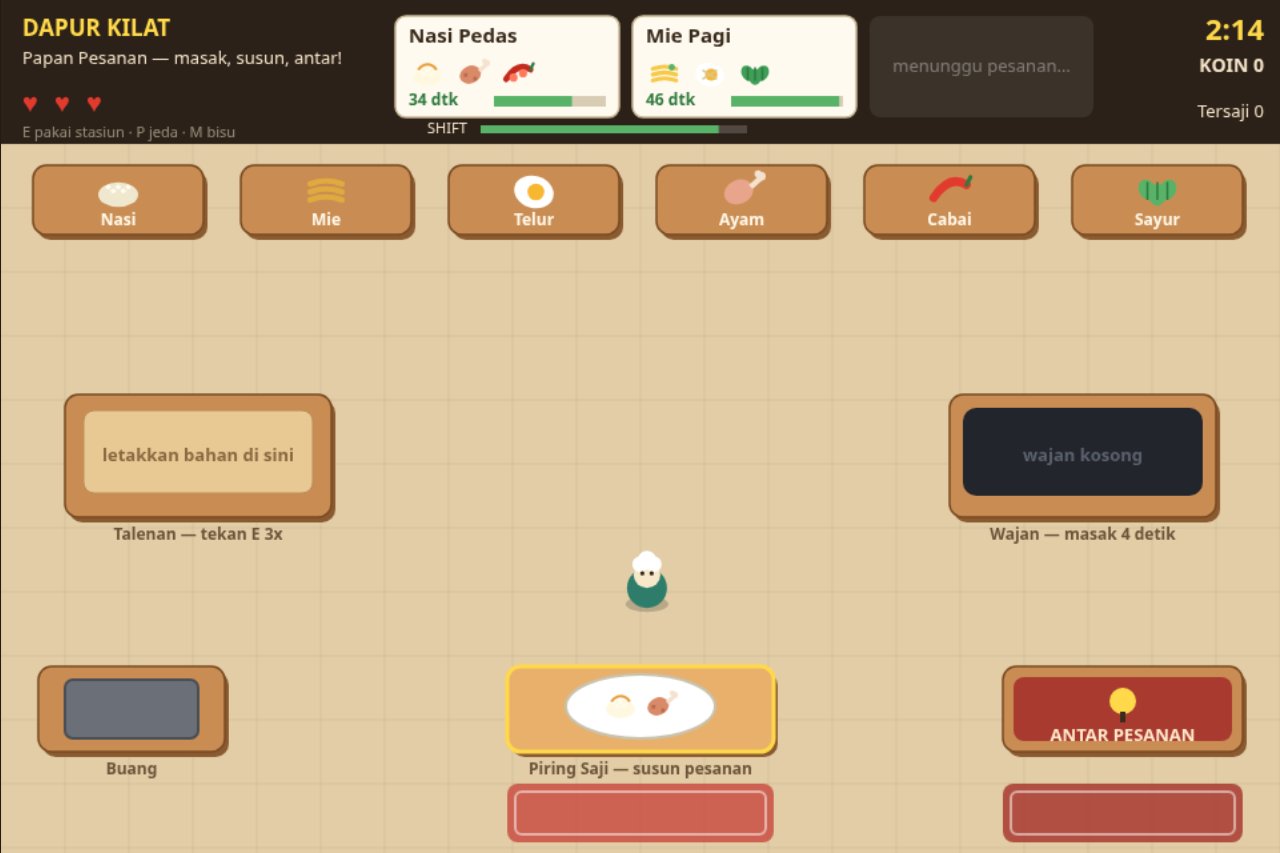 DAPUR KILAT
Papan Pesanan — masak, susun, antar!
E pakai stasiun · P jeda · M bisu
Nasi Pedas
34 dtk
Mie Pagi
46 dtk
menunggu pesanan...
SHIFT
2:14
KOIN 0
Tersaji 0
Nasi
Mie
Telur
Ayam
Cabai
Sayur
letakkan bahan di sini
Talenan — tekan E 3x
wajan kosong
Wajan — masak 4 detik
Buang
Piring Saji — susun pesanan
ANTAR PESANAN